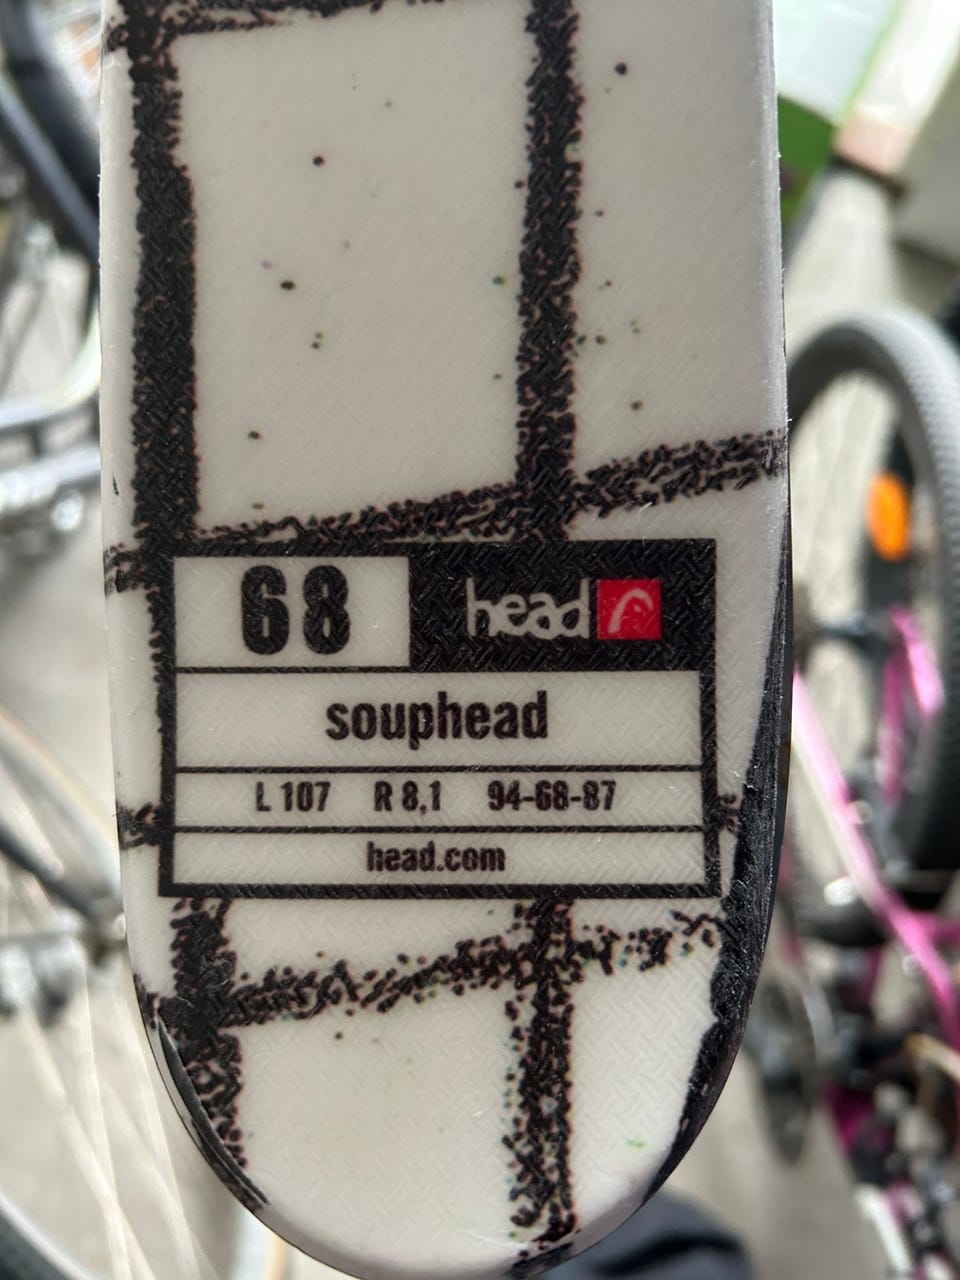 68 head
souphead
L 107 R 8,1 94-68-87
head.com